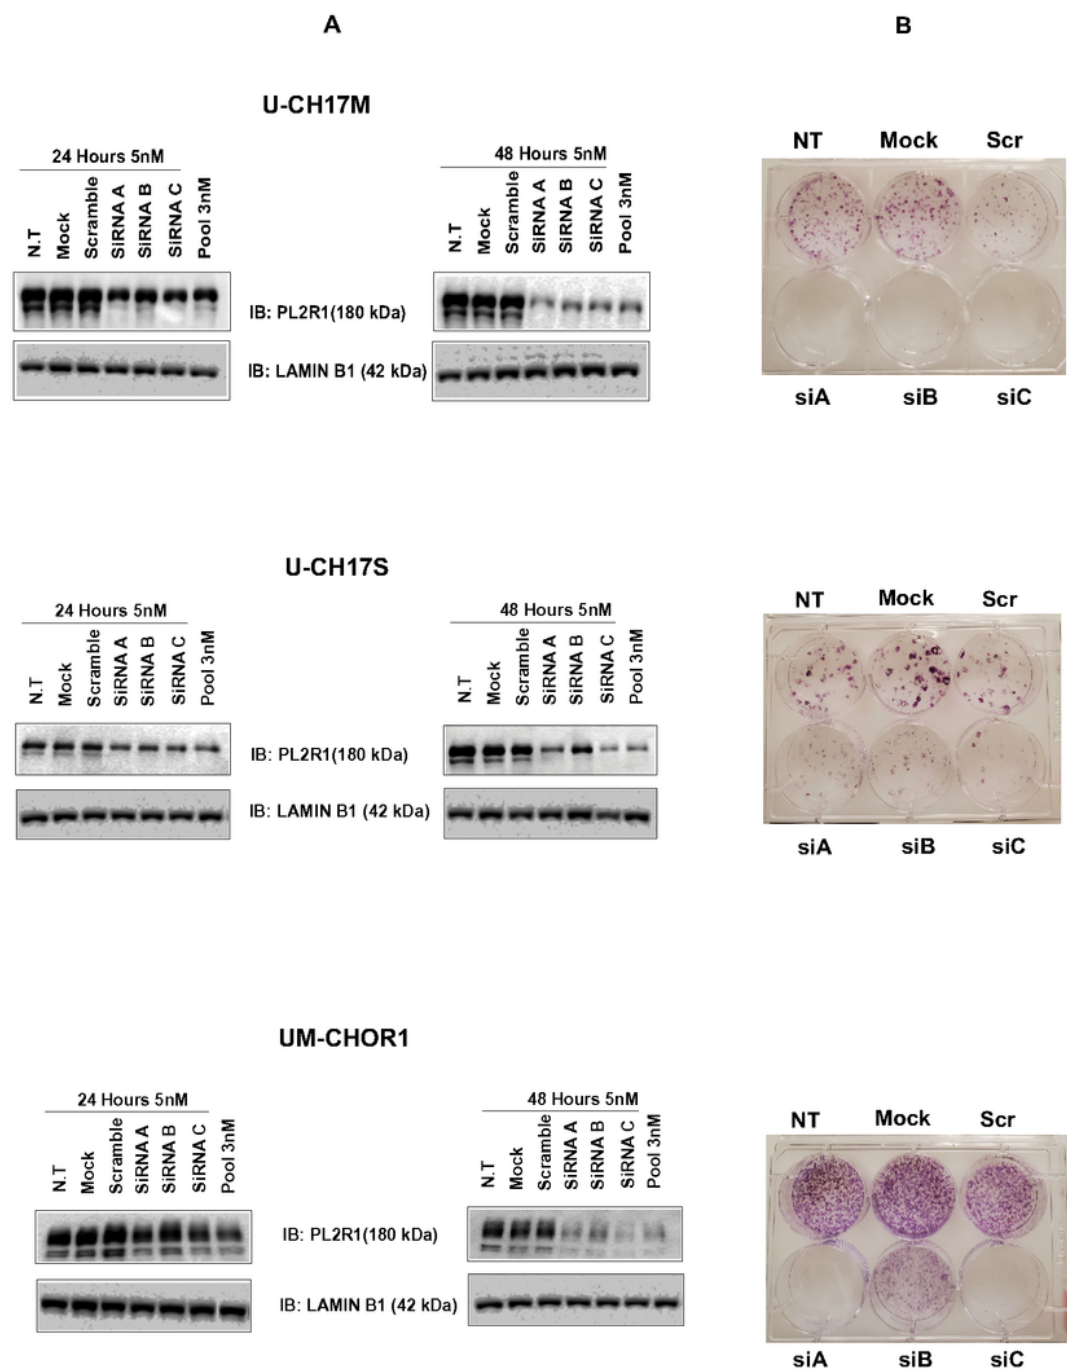 A
B
U-CH17M
24 Hours 5nM
N.T
Mock
Scramble
SiRNA A
SiRNA B
SiRNA C
Pool 3nM
IB: PL2R1(180 kDa)
IB: LAMIN B1 (42 kDa)
48 Hours 5nM
N.T
Mock
Scramble
SiRNA A
SiRNA B
SiRNA C
Pool 3nM
NT Mock Scr
siA siB siC
U-CH17S
24 Hours 5nM
N.T
Mock
Scramble
SiRNA A
SiRNA B
SiRNA C
Pool 3nM
IB: PL2R1(180 kDa)
IB: LAMIN B1 (42 kDa)
48 Hours 5nM
N.T
Mock
Scramble
SiRNA A
SiRNA B
SiRNA C
Pool 3nM
NT Mock Scr
siA siB siC
UM-CHOR1
24 Hours 5nM
N.T
Mock
Scramble
SiRNA A
SiRNA B
SiRNA C
Pool 3nM
IB: PL2R1(180 kDa)
IB: LAMIN B1 (42 kDa)
48 Hours 5nM
N.T
Mock
Scramble
SiRNA A
SiRNA B
SiRNA C
Pool 3nM
NT Mock Scr
siA siB siC